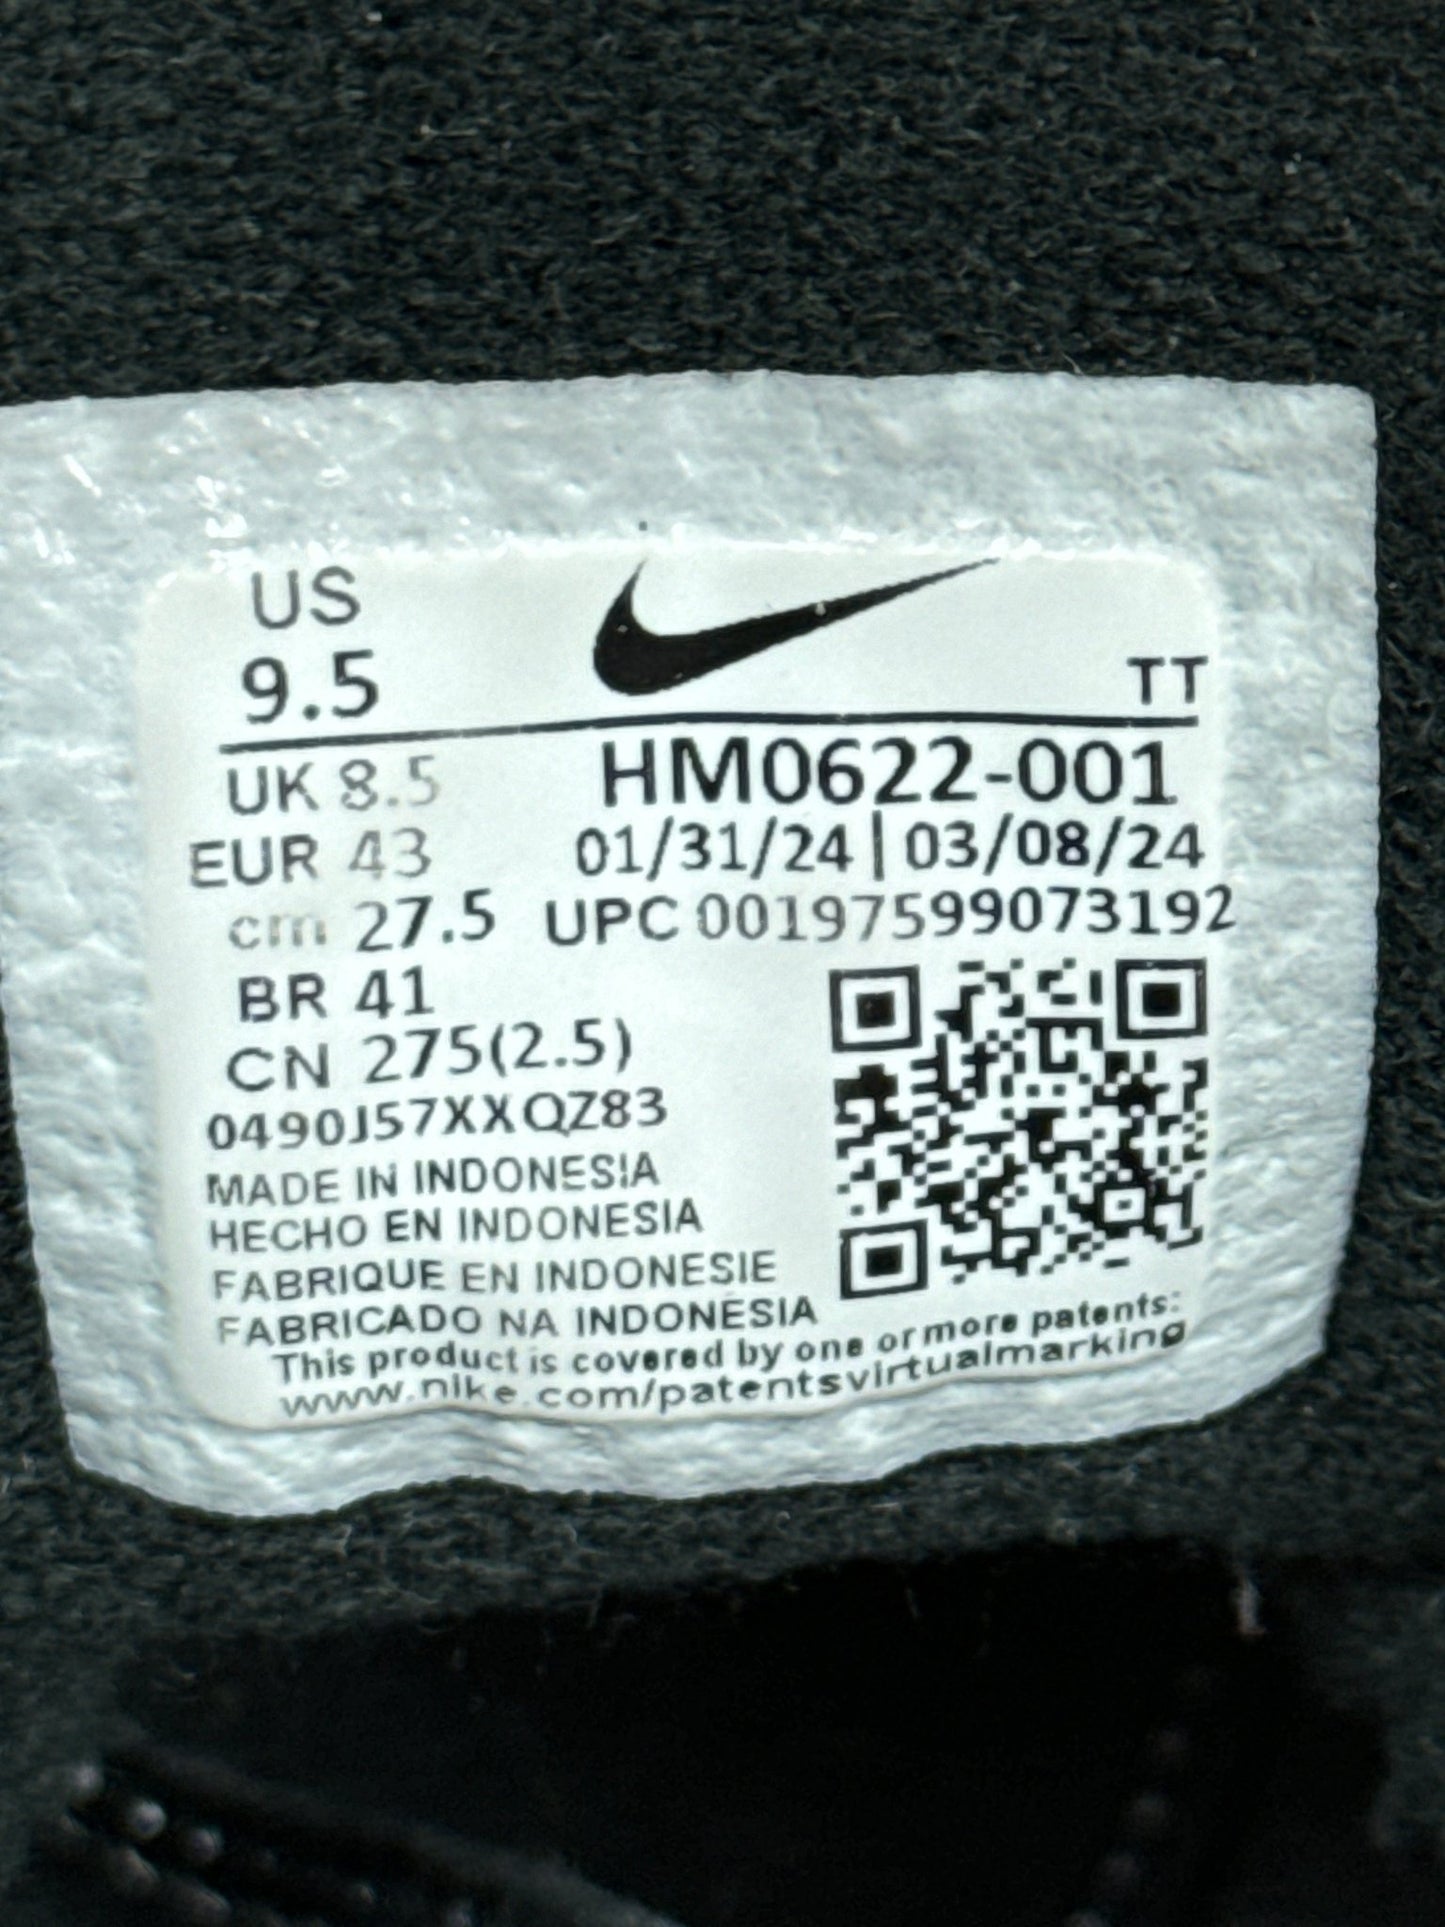 US
9.5
TT
UK 8.5
HM0622-001
EUR 43
01/31/24 | 03/08/24
cm 27.5
UPC 00197599073192
BR 41
CN 275(2.5)
0490J57XXQZ83
MADE IN INDONESIA
HECHO EN INDONESIA
FABRIQUE EN INDONESIE
FABRICADO NA INDONÉSIA
This product is covered by one or more patents:
www.nike.com/patentsvirtualmarking